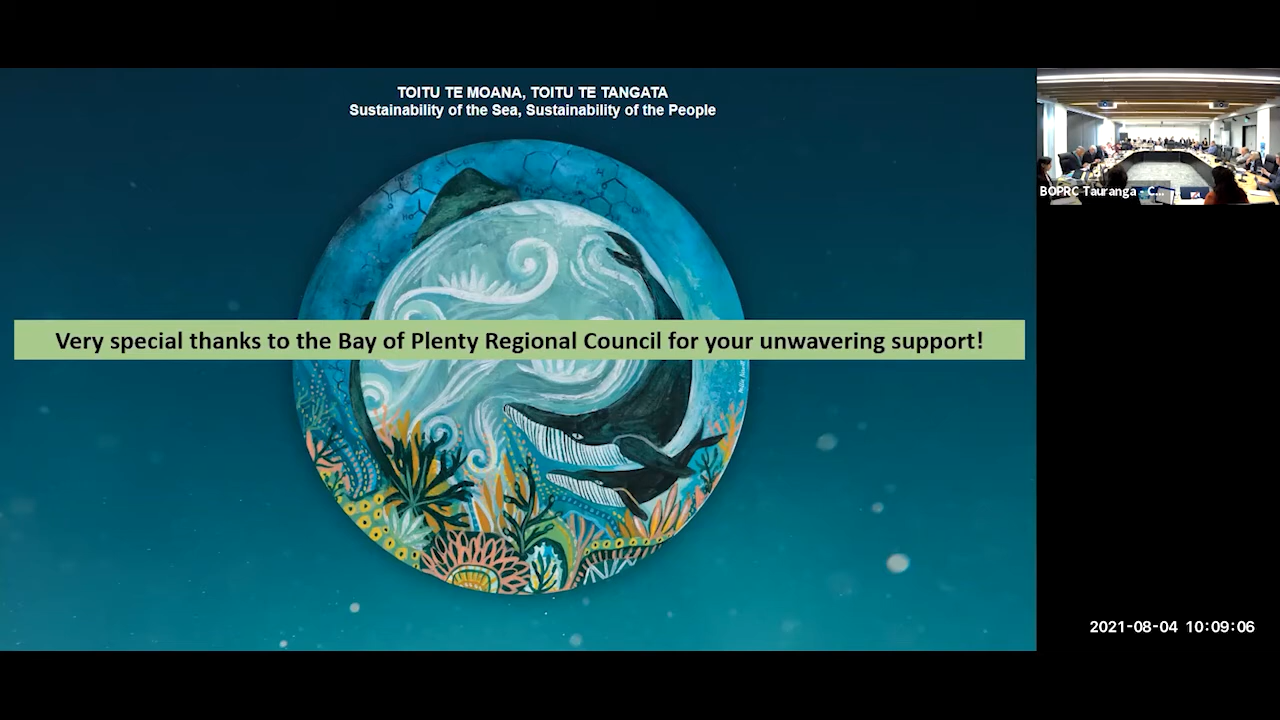 TOITU TE MOANA, TOITU TE TANGATA
Sustainability of the Sea, Sustainability of the People
Very special thanks to the Bay of Plenty Regional Council for your unwavering support!
BOPRC Tauranga - C...
2021-08-04 10:09:06